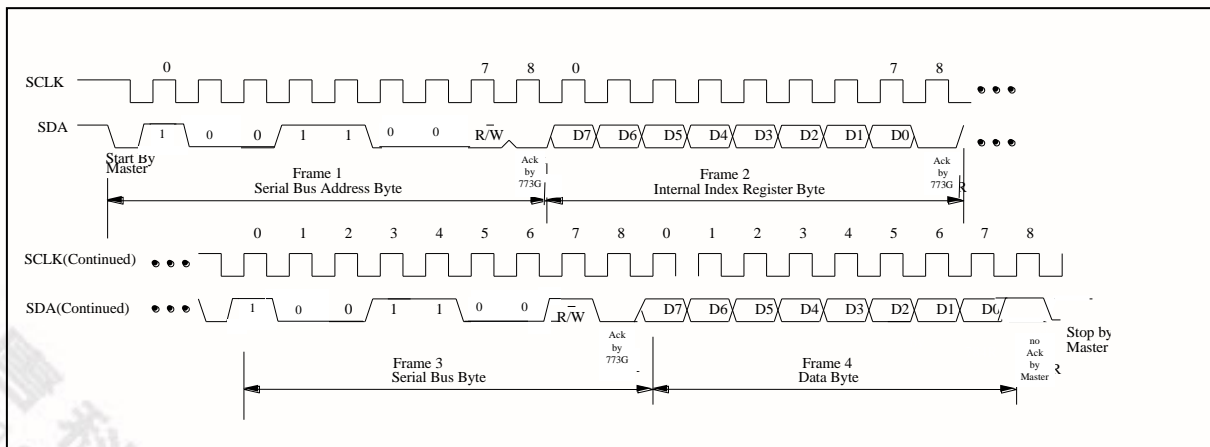 0 7 8 0 7 8
SCLK
SDA 1 0 0 1 1 0 0 R/W D7 D6 D5 D4 D3 D2 D1 D0
Start By
Master
Ack
by
773G
Ack
by
773G
Frame 1
Serial Bus Address Byte
Frame 2
Internal Index Register Byte
R
0 1 2 3 4 5 6 7 8 0 1 2 3 4 5 6 7 8
SCLK(Continued)
SDA(Continued) 1 0 0 1 1 0 0 R/W D7 D6 D5 D4 D3 D2 D1 D0
Ack
by
773G
Stop by
Master
no
Ack
by
Master
R
Frame 3
Serial Bus Byte
Frame 4
Data Byte